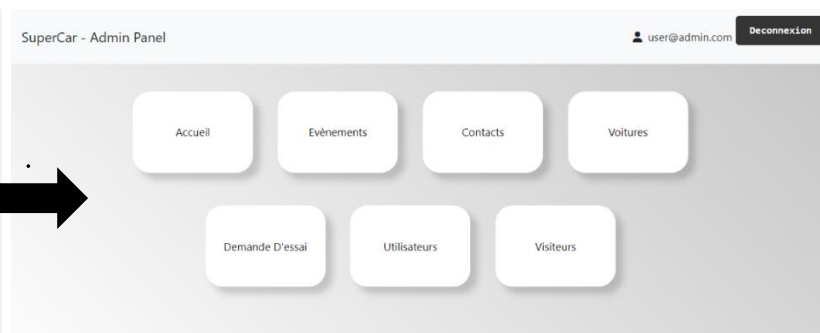 SuperCar - Admin Panel
user@admin.com
Deconnexion
Accueil
Evènements
Contacts
Voitures
Demande D'essai
Utilisateurs
Visiteurs